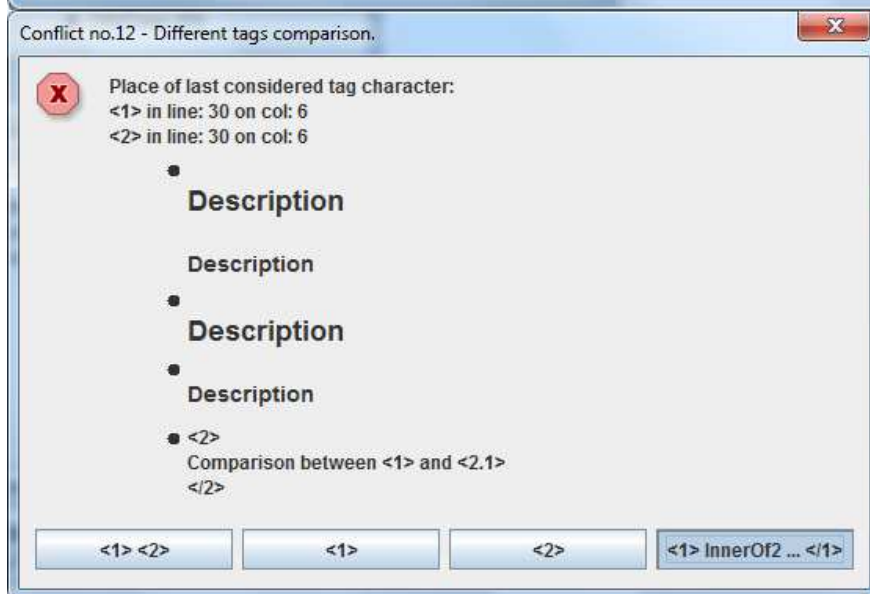 Conflict no.12 - Different tags comparison.
Place of last considered tag character:
<1> in line: 30 on col: 6
<2> in line: 30 on col: 6
Description
Description
Description
Description
<2>
Comparison between <1> and <2.1>
</2>
<1> <2>
<1>
<2>
<1> InnerOf2 ... </1>